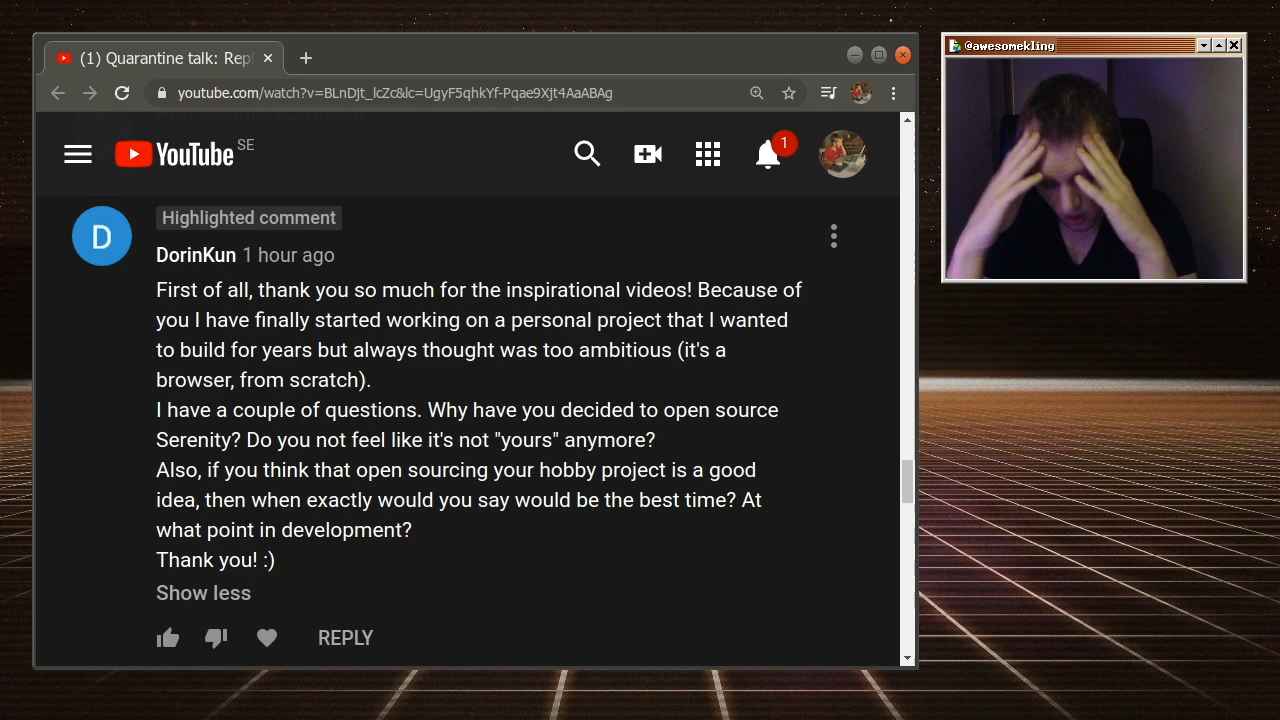 (1) Quarantine talk: Repl
youtube.com/watch?v=BLnDjt_lcZc&lc=UgyF5qhkYf-Pqae9Xjt4AaABAg
@awesomekling
Add a public comment...
YouTube SE
1
Highlighted comment
D
DorinKun 1 hour ago
First of all, thank you so much for the inspirational videos! Because of
you I have finally started working on a personal project that I wanted
to build for years but always thought was too ambitious (it's a
browser, from scratch).
I have a couple of questions. Why have you decided to open source
Serenity? Do you not feel like it's not "yours" anymore?
Also, if you think that open sourcing your hobby project is a good
idea, then when exactly would you say would be the best time? At
what point in development?
Thank you! :)
Show less
REPLY